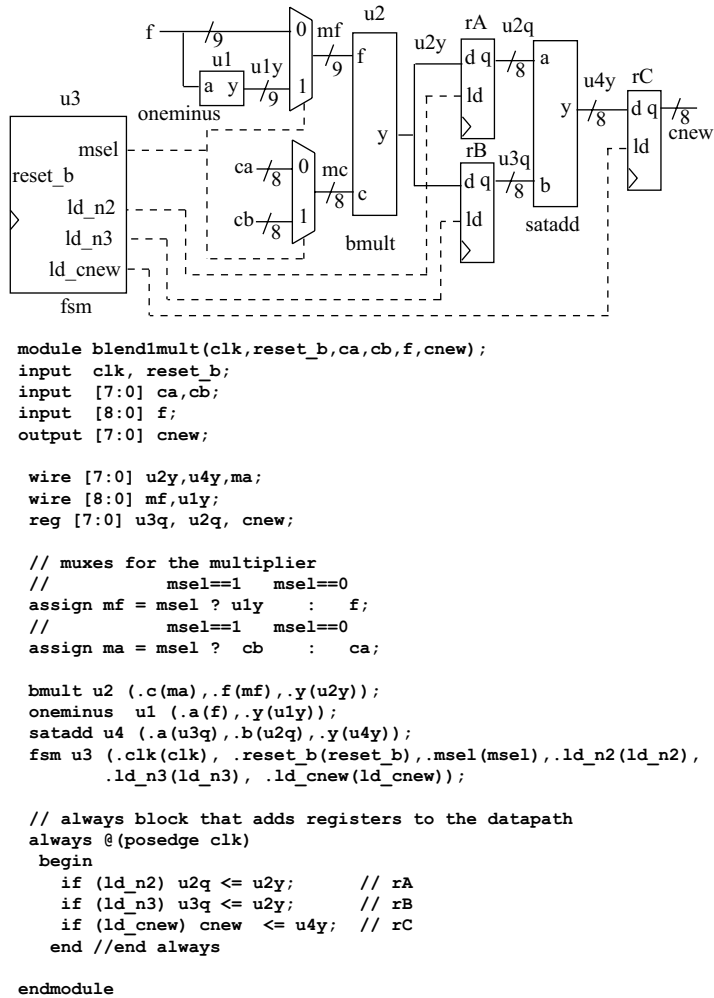 u2
f
9
0
mf
9
f
u1
u1y
a y
9
1
oneminus
u2y
rA
u2q
d q
8
ld
a
u4y
rC
y
8
d q
8
cnew
ld
u3
msel
reset_b
ld_n2
ld_n3
ld_cnew
fsm
ca
8
0
mc
8
c
cb
8
1
y
bmult
rB
u3q
d q
8
b
ld
satadd
module blend1mult(clk,reset_b,ca,cb,f,cnew);
input clk, reset_b;
input [7:0] ca,cb;
input [8:0] f;
output [7:0] cnew;
wire [7:0] u2y,u4y,ma;
wire [8:0] mf,u1y;
reg [7:0] u3q, u2q, cnew;
// muxes for the multiplier
// msel==1 msel==0
assign mf = msel ? u1y : f;
// msel==1 msel==0
assign ma = msel ? cb : ca;
bmult u2 (.c(ma),.f(mf),.y(u2y));
oneminus u1 (.a(f),.y(u1y));
satadd u4 (.a(u3q),.b(u2q),.y(u4y));
fsm u3 (.clk(clk), .reset_b(reset_b),.msel(msel),.ld_n2(ld_n2),
.ld_n3(ld_n3), .ld_cnew(ld_cnew));
// always block that adds registers to the datapath
always @(posedge clk)
begin
if (ld_n2) u2q <= u2y; // rA
if (ld_n3) u3q <= u2y; // rB
if (ld_cnew) cnew <= u4y; // rC
end //end always
endmodule